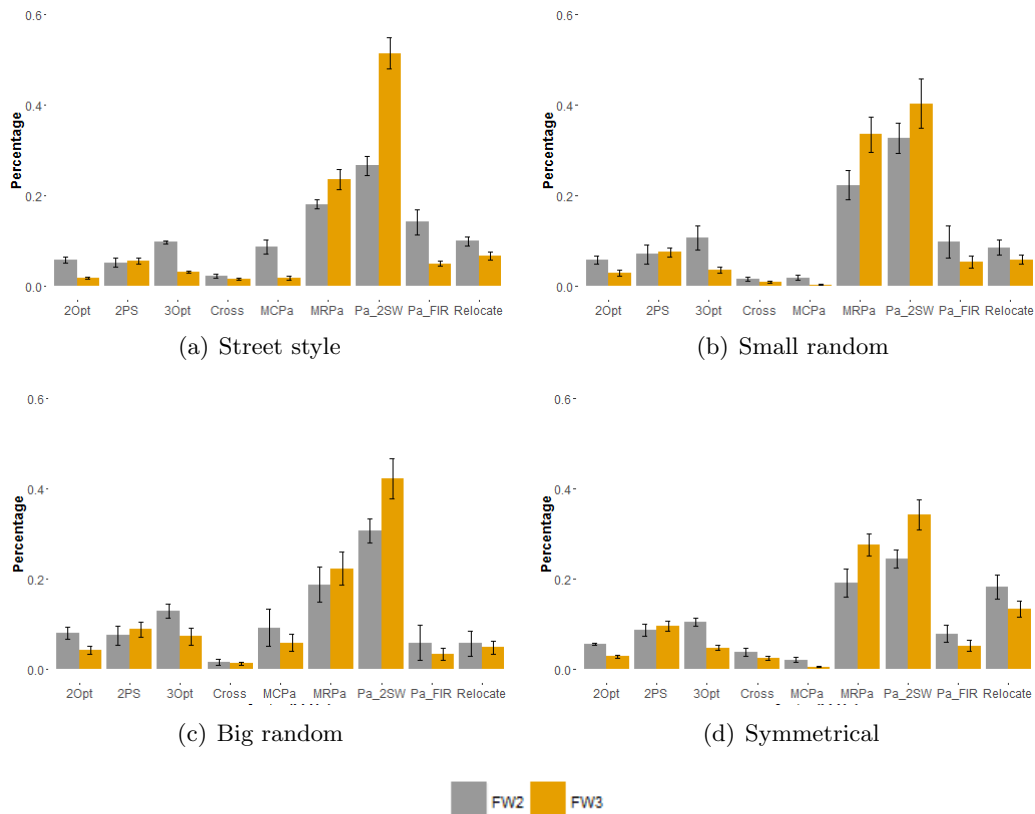 0.6
0.4
0.2
0.0
Percentage
2Opt 2PS 3Opt Cross MCPa MRPa Pa_2SW Pa_FIR Relocate
(a) Street style
0.6
0.4
0.2
0.0
Percentage
2Opt 2PS 3Opt Cross MCPa MRPa Pa_2SW Pa_FIR Relocate
(b) Small random
0.6
0.4
0.2
0.0
Percentage
2Opt 2PS 3Opt Cross MCPa MRPa Pa_2SW Pa_FIR Relocate
(c) Big random
0.6
0.4
0.2
0.0
Percentage
2Opt 2PS 3Opt Cross MCPa MRPa Pa_2SW Pa_FIR Relocate
(d) Symmetrical
FW2 FW3